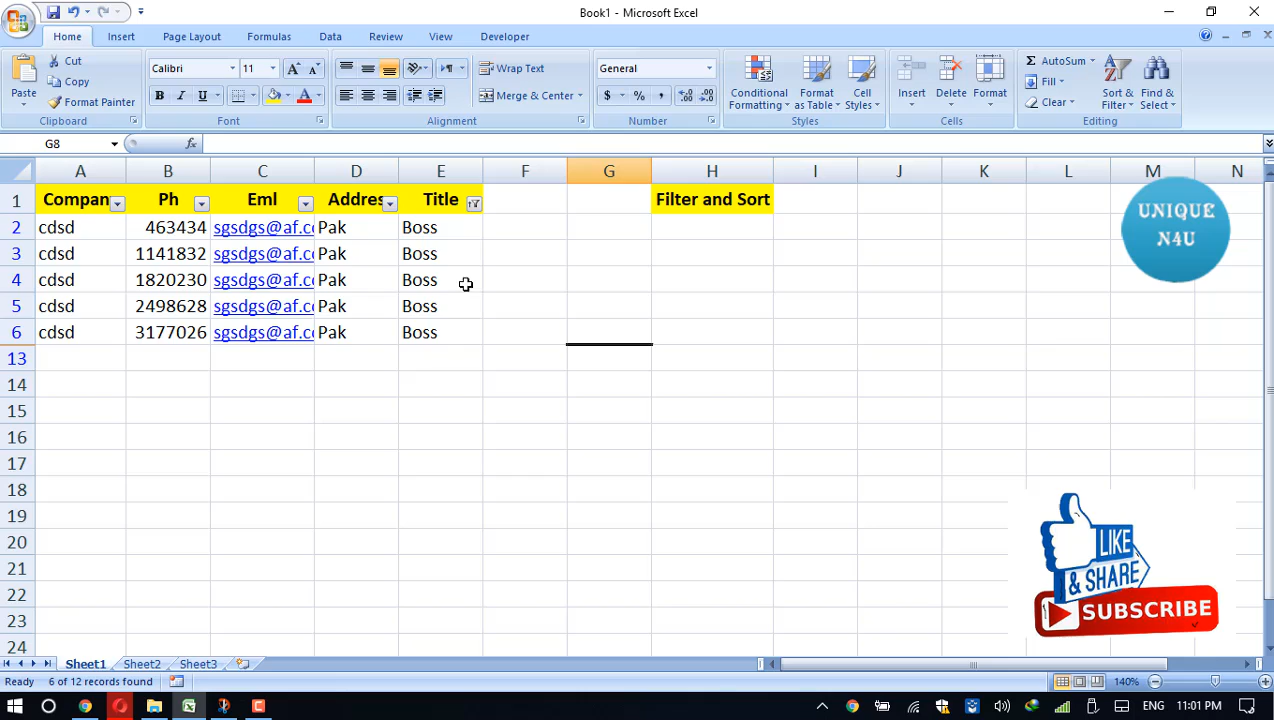 Book1 - Microsoft Excel
Home Insert Page Layout Formulas Data Review View Developer
Paste Cut Copy Format Painter Clipboard
Calibri 11 B I U Font
Wrap Text Merge & Center Alignment
General $ % , Number
Conditional Formatting Format as Table Cell Styles Styles
Insert Delete Format Cells
Σ AutoSum Fill Clear Sort & Filter Find & Select Editing
G8 fx
A B C D E F G H I J K L M N
1 Compan Ph Eml Addres Title Filter and Sort
2 cdsd 463434 sgsdgs@af.co Pak Boss
3 cdsd 1141832 sgsdgs@af.co Pak Boss
4 cdsd 1820230 sgsdgs@af.co Pak Boss
5 cdsd 2498628 sgsdgs@af.co Pak Boss
6 cdsd 3177026 sgsdgs@af.co Pak Boss
13
14
15
16
17
18
19
20
21
22
23
24
UNIQUE
N4U
LIKE
& SHARE
SUBSCRIBE
Sheet1 Sheet2 Sheet3
Ready 6 of 12 records found 140%
ENG 11:01 PM